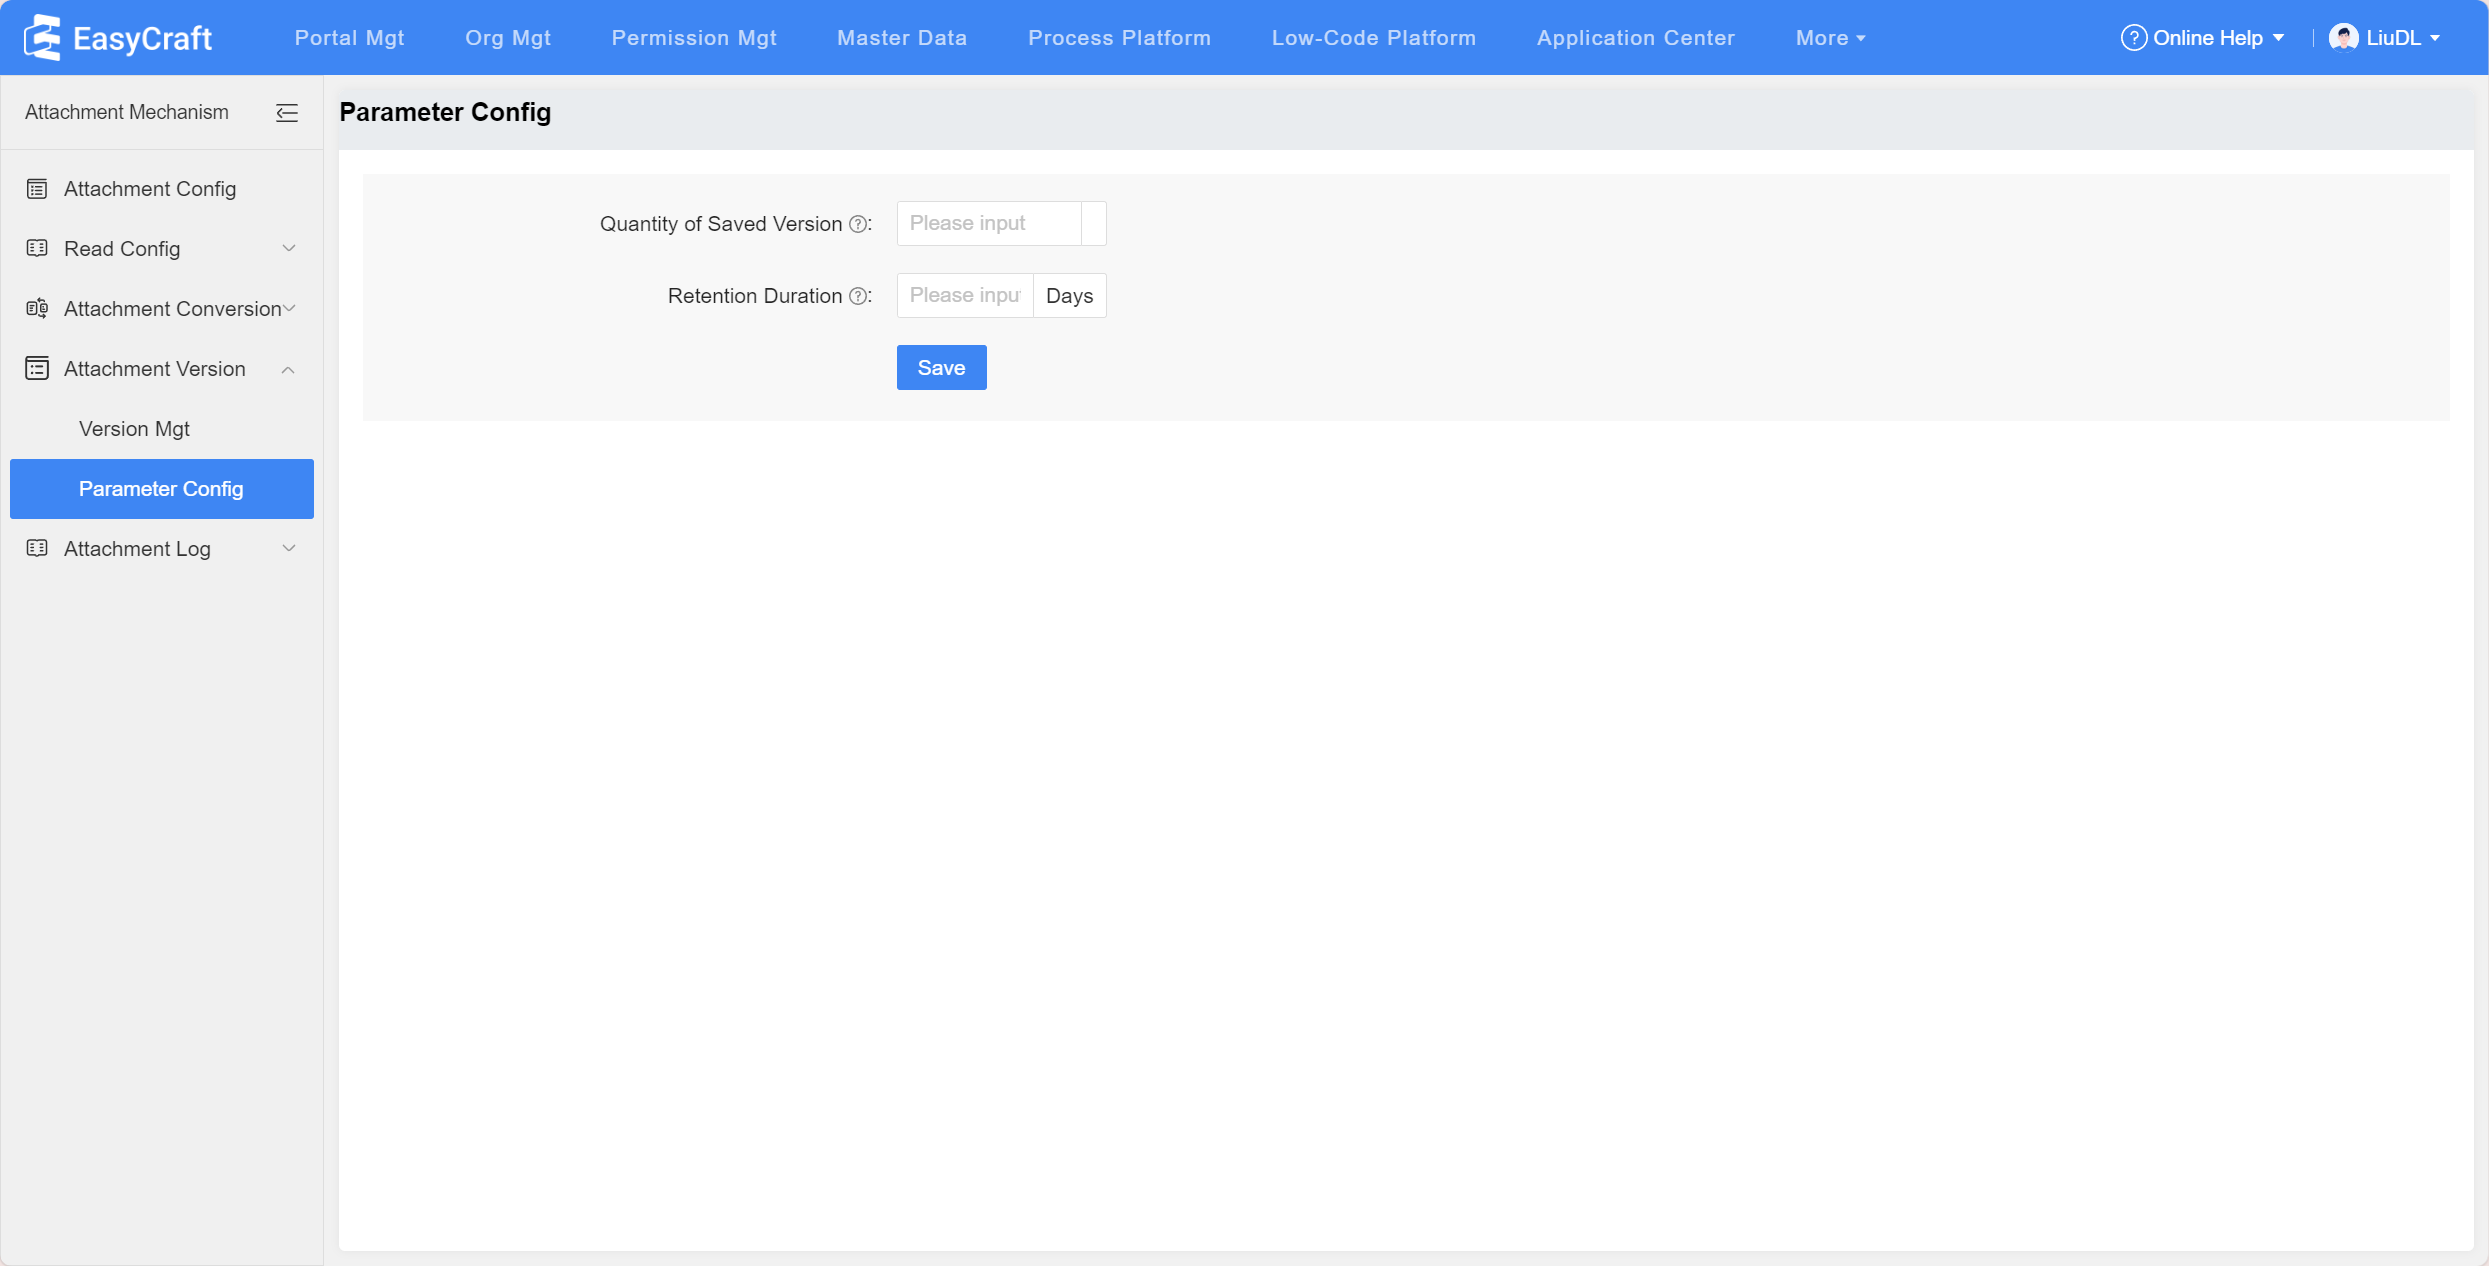 EasyCraft
Portal Mgt
Org Mgt
Permission Mgt
Master Data
Process Platform
Low-Code Platform
Application Center
More
Online Help
LiuDL
Attachment Mechanism
Attachment Config
Read Config
Attachment Conversion
Attachment Version
Version Mgt
Parameter Config
Attachment Log
Parameter Config
Quantity of Saved Version ?:
Please input
Retention Duration ?:
Please input
Days
Save